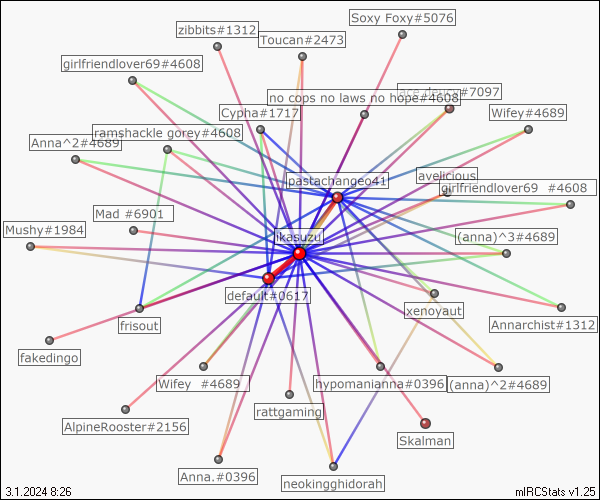 Soxy Foxy#5076
zibbits#1312
Toucan#2473
girlfriendlover69#4608
#7097
no cops no laws no hope#4608
Cypha#1717
Wifey#4689
ramshackle gorey#4608
Anna^2#4689
avelicious
pastachangeo41
girlfriendlover69 #4608
Mad #6901
Mushy#1984
ikasuzu
(anna)^3#4689
default#0617
xenoyaut
frisout
Annarchist#1312
fakedingo
Wifey #4689
hypomanianna#0396
(anna)^2#4689
rattgaming
AlpineRooster#2156
Skalman
Anna.#0396
neokingghidorah
3.1.2024 8:26
mIRCStats v1.25